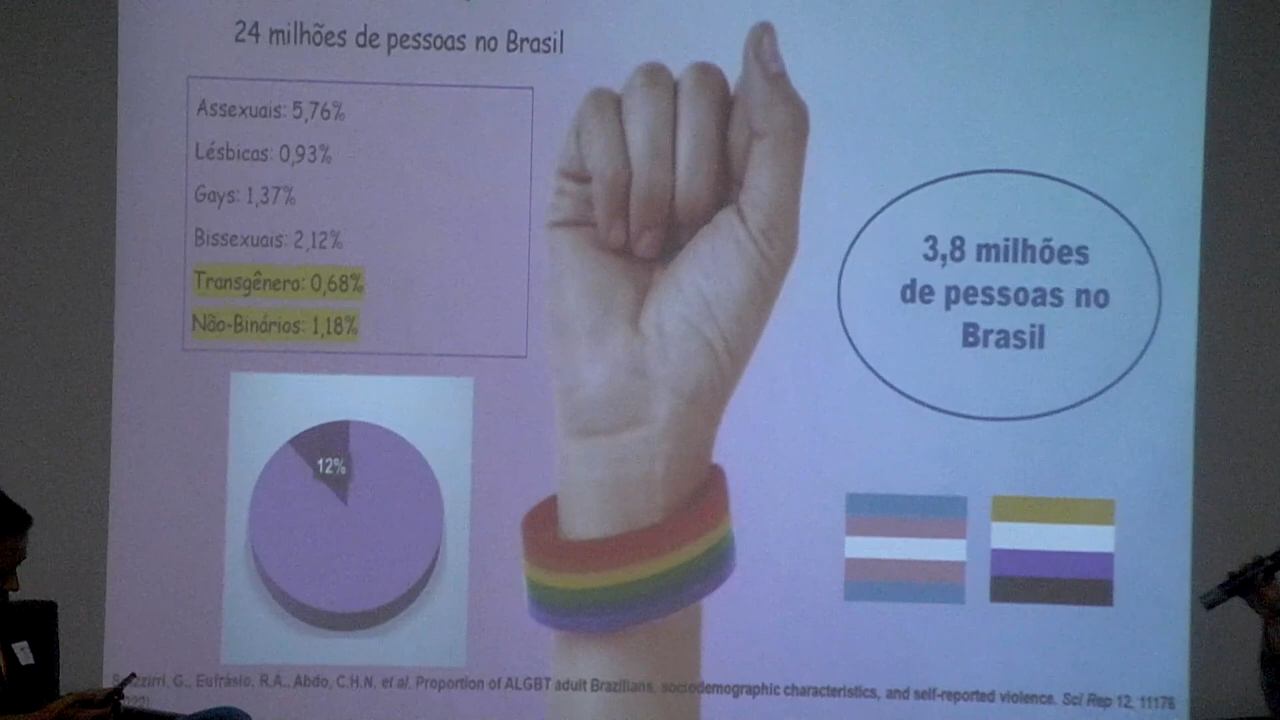 24 milhões de pessoas no Brasil
Assexuais: 5,76%
Lésbicas: 0,93%
Gays: 1,37%
Bissexuais: 2,12%
Transgênero: 0,68%
Não-Binários: 1,18%
12%
3,8 milhões
de pessoas no
Brasil
G., Eufrásio, R.A., Abdo, C.H.N. et al. Proportion of ALGBT adult Brazilians, sociodemographic characteristics, and self-reported violence. Sci Rep 12, 11176